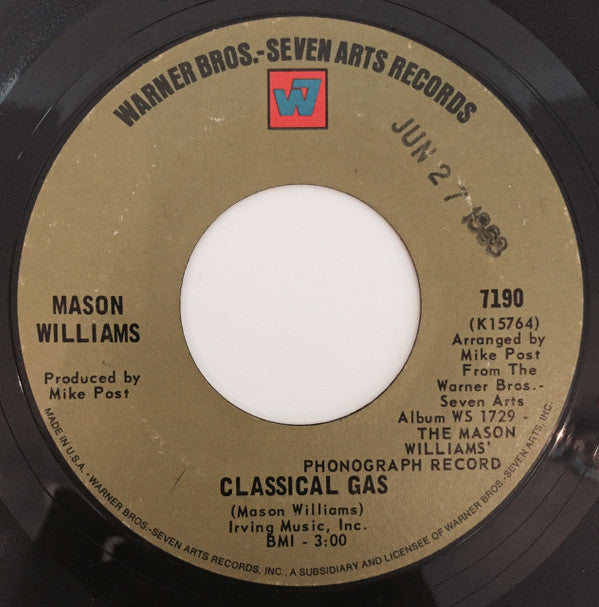 WARNER BROS.-SEVEN ARTS RECORDS
W7
JUN 27 1968
MASON
WILLIAMS
Produced by
Mike Post
7190
(K15764)
Arranged by
Mike Post
From The
Warner Bros.-
Seven Arts
Album WS 1729 -
THE MASON
WILLIAMS'
PHONOGRAPH RECORD
CLASSICAL GAS
(Mason Williams)
Irving Music, Inc.
BMI - 3:00
MADE IN U.S.A. • WARNER BROS.-SEVEN ARTS RECORDS, INC., A SUBSIDIARY AND LICENSEE OF WARNER BROS.-SEVEN ARTS, INC.